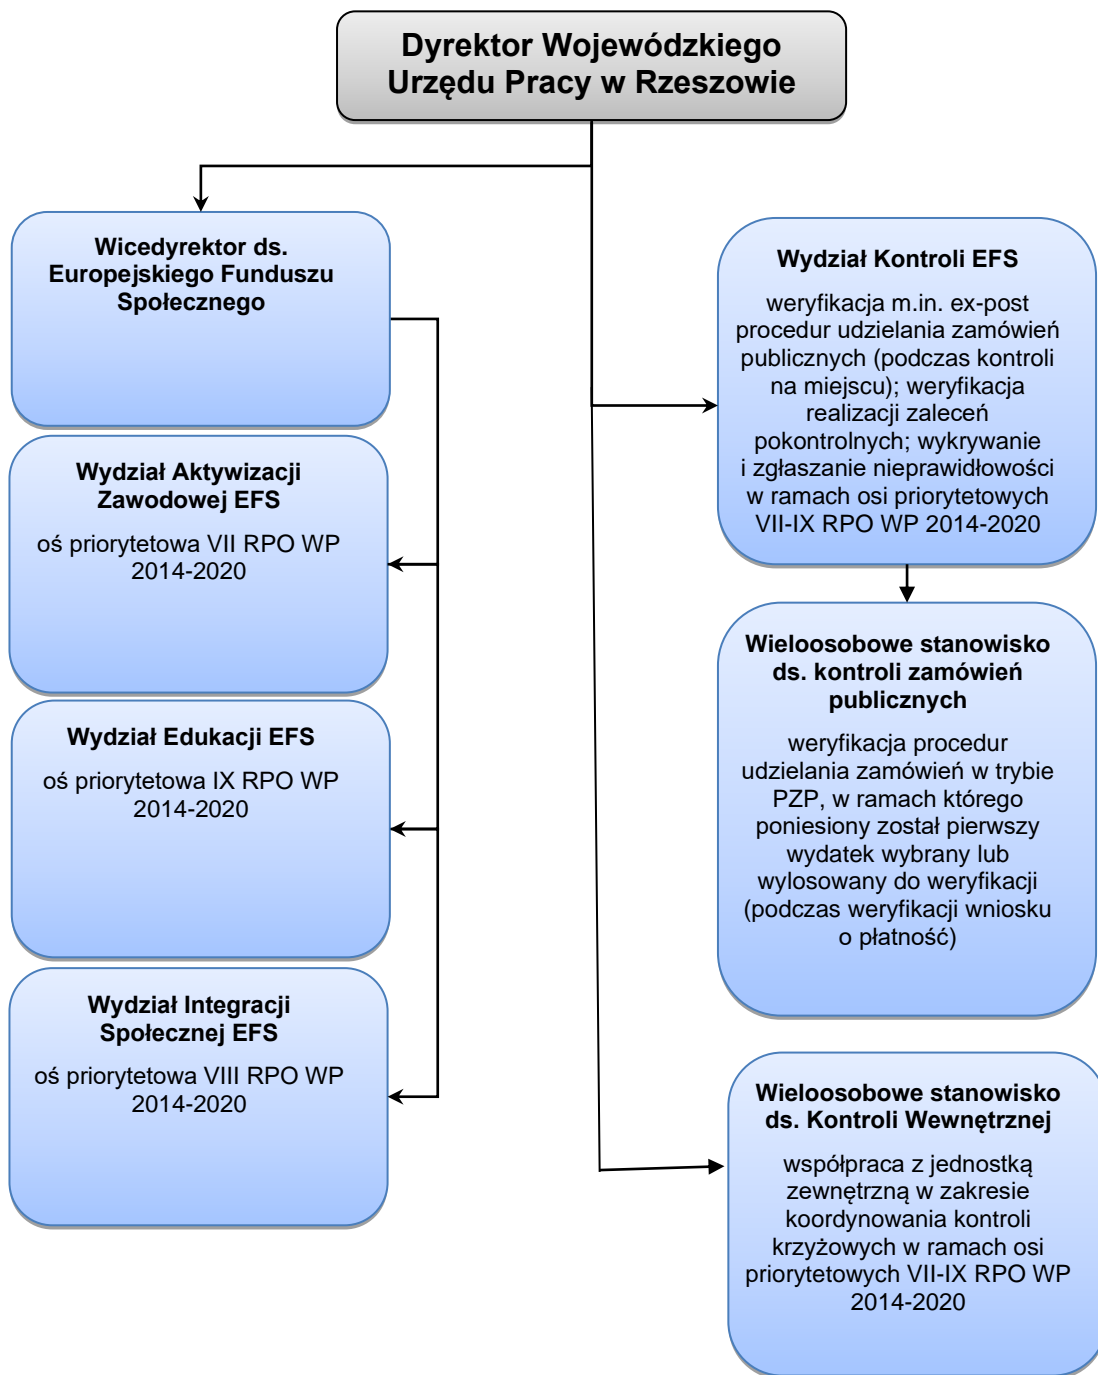 Dyrektor Wojewódzkiego
Urzędu Pracy w Rzeszowie
Wicedyrektor ds.
Europejskiego Funduszu
Społecznego
Wydział Aktywizacji
Zawodowej EFS
oś priorytetowa VII RPO WP
2014-2020
Wydział Edukacji EFS
oś priorytetowa IX RPO WP
2014-2020
Wydział Integracji
Społecznej EFS
oś priorytetowa VIII RPO WP
2014-2020
Wydział Kontroli EFS
weryfikacja m.in. ex-post
procedur udzielania zamówień
publicznych (podczas kontroli
na miejscu); weryfikacja
realizacji zaleceń
pokontrolnych; wykrywanie
i zgłaszanie nieprawidłowości
w ramach osi priorytetowych
VII-IX RPO WP 2014-2020
Wieloosobowe stanowisko
ds. kontroli zamówień
publicznych
weryfikacja procedur
udzielania zamówień w trybie
PZP, w ramach którego
poniesiony został pierwszy
wydatek wybrany lub
wylosowany do weryfikacji
(podczas weryfikacji wniosku
o płatność)
Wieloosobowe stanowisko
ds. Kontroli Wewnętrznej
współpraca z jednostką
zewnętrzną w zakresie
koordynowania kontroli
krzyżowych w ramach osi
priorytetowych VII-IX RPO WP
2014-2020